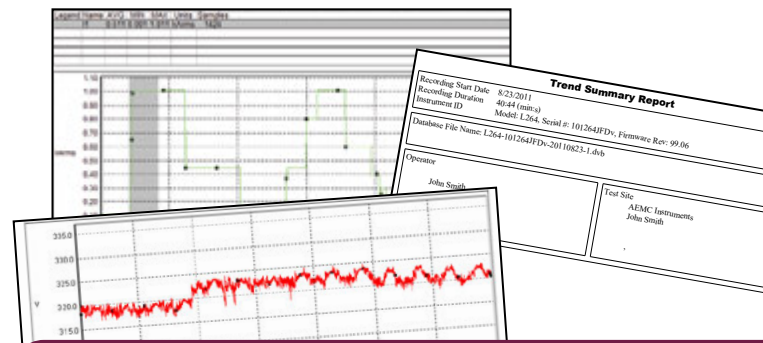 Legend Name AVG MIN MAX Units Samples
1.10
1.00
0.90
0.80
0.70
0.60
0.50
0.40
0.30
0.20
Trend Summary Report
Recording Start Date 8/23/2011
Recording Duration 40:44 (min:s)
Instrument ID Model: L264, Serial #: 101264JFDv, Firmware Rev: 99.06
Database File Name: L264-101264JFDv-20110823-1.dvb
Operator
John Smith
Test Site
AEMC Instruments
John Smith
335.0
330.0
325.0
V
320.0
315.0